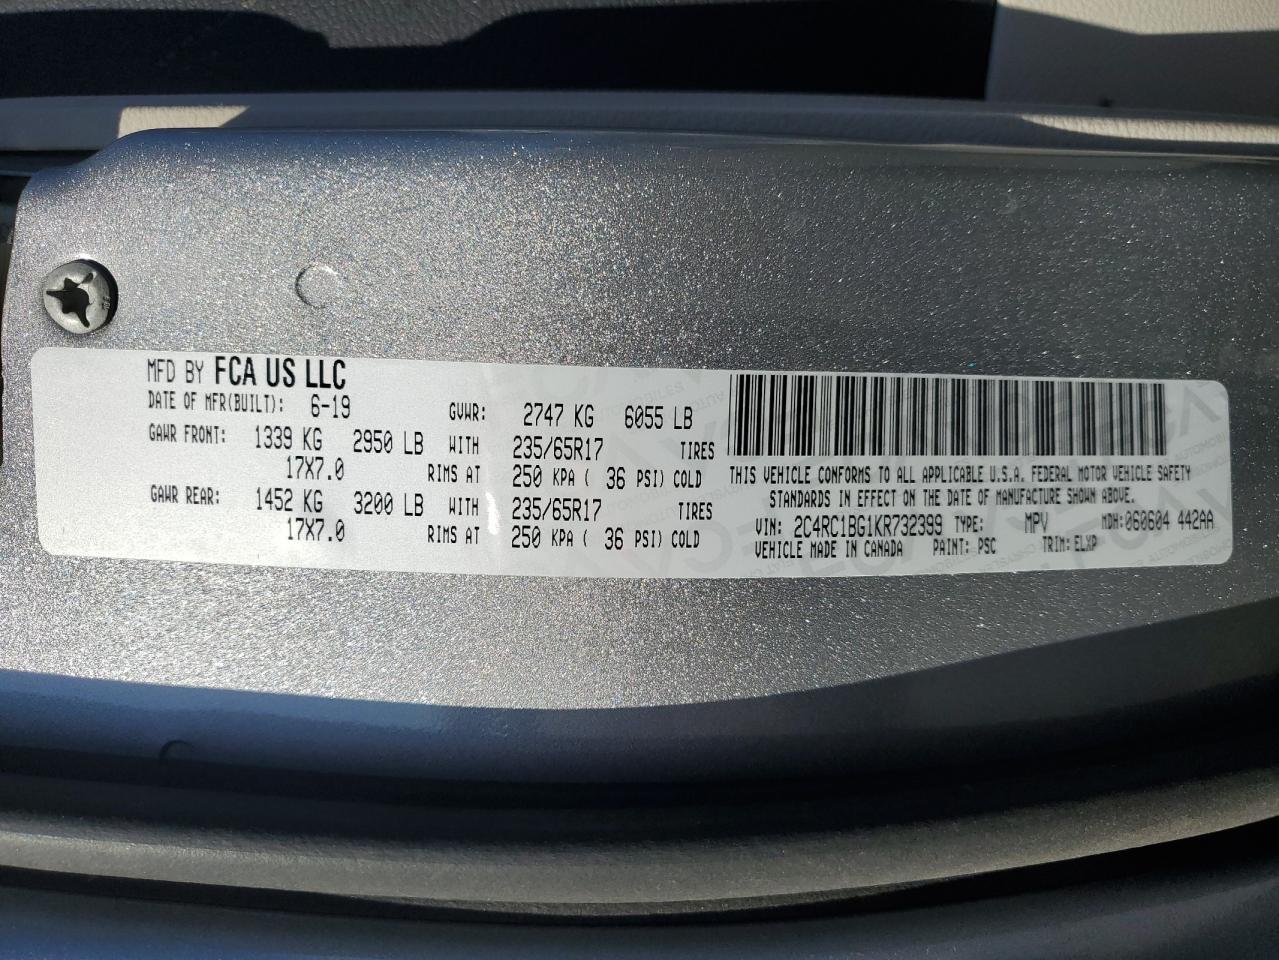 MFD BY FCA US LLC
DATE OF MFR(BUILT): 6-19 GVWR: 2747 KG 6055 LB
GAWR FRONT: 1339 KG 2950 LB WITH 235/65R17 TIRES
17X7.0 RIMS AT 250 KPA ( 36 PSI) COLD
GAWR REAR: 1452 KG 3200 LB WITH 235/65R17 TIRES
17X7.0 RIMS AT 250 KPA ( 36 PSI) COLD
THIS VEHICLE CONFORMS TO ALL APPLICABLE U.S.A. FEDERAL MOTOR VEHICLE SAFETY
STANDARDS IN EFFECT ON THE DATE OF MANUFACTURE SHOWN ABOVE.
VIN: 2C4RC1BG1KR732399 TYPE: MPV MDH:060604 442AA
VEHICLE MADE IN CANADA PAINT: PSC TRIM: ELXP